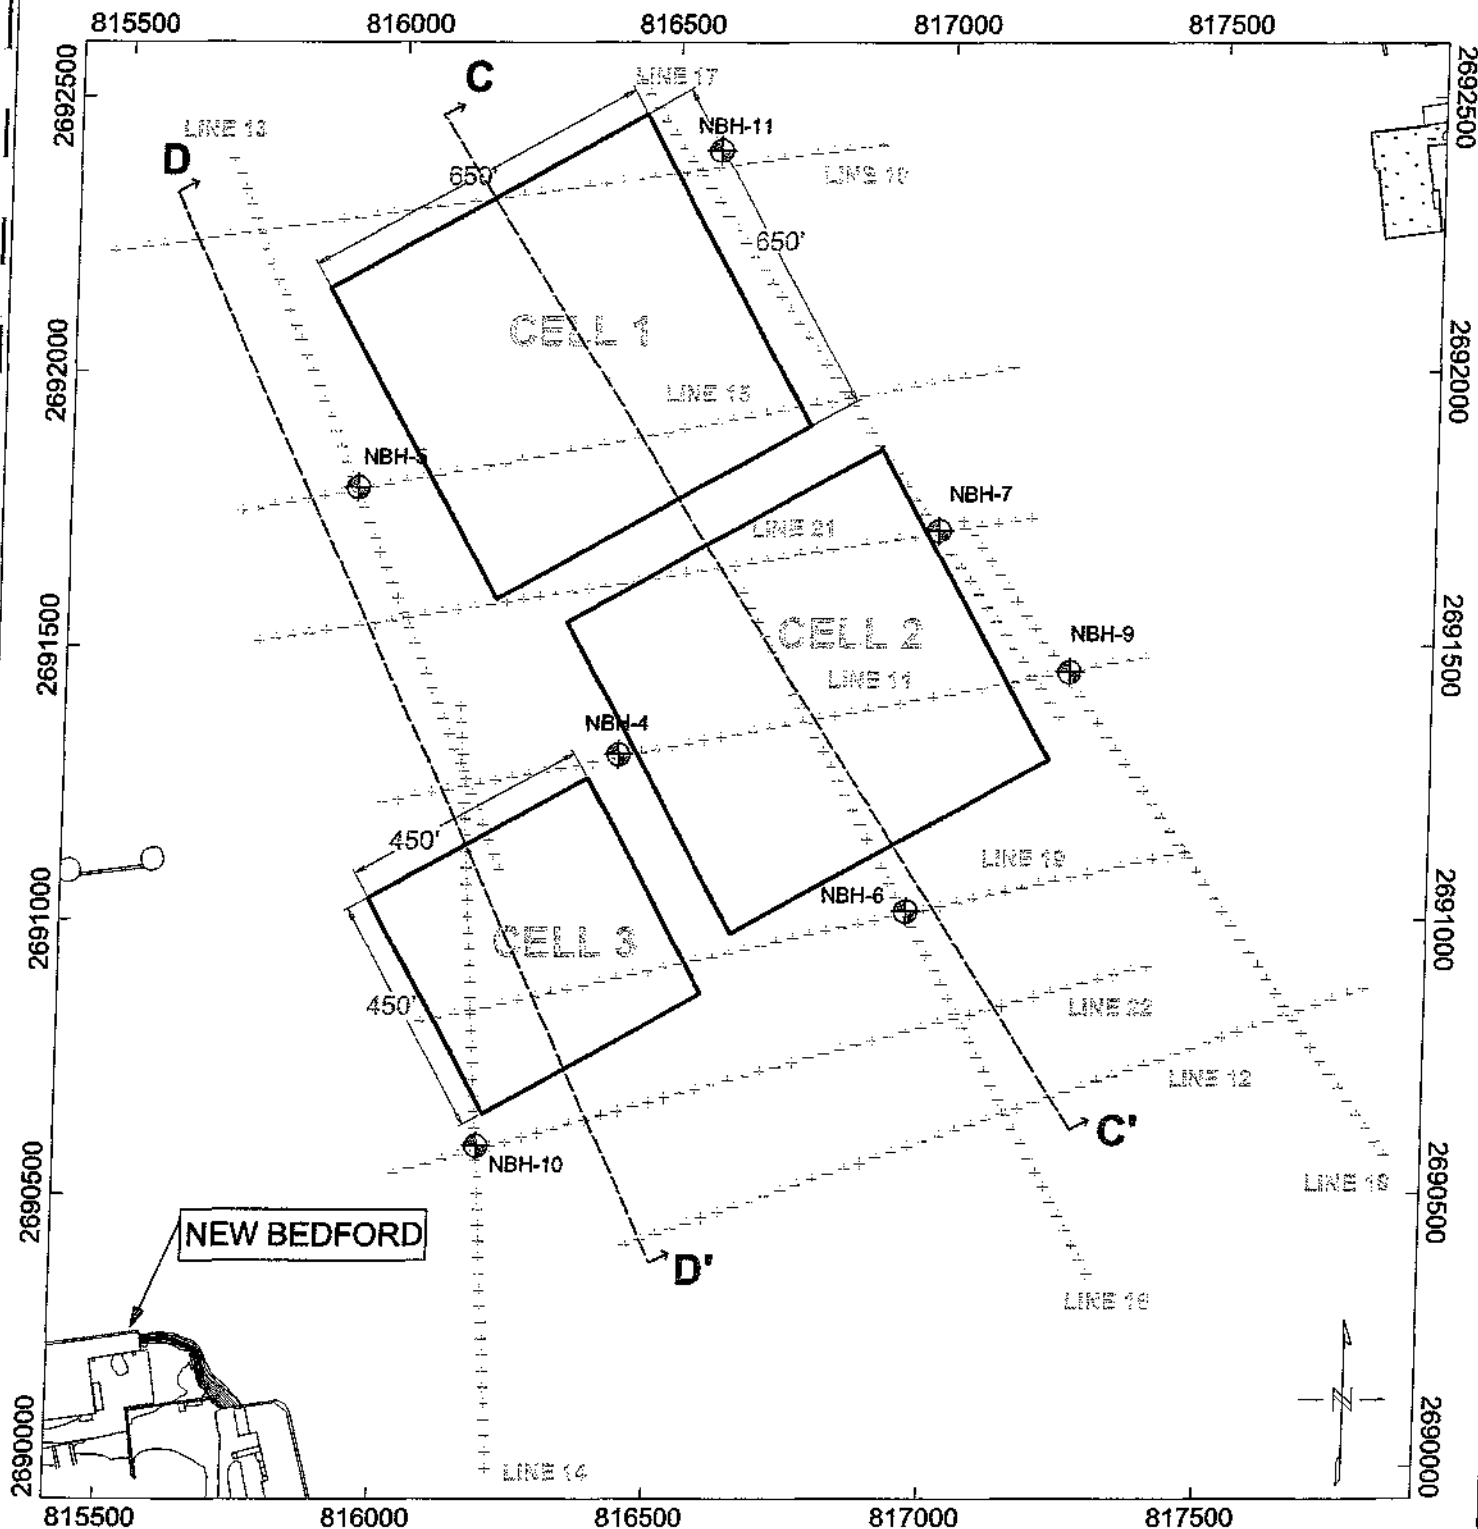 815500 816000 816500 817000 817500
2692500
2692500
C
LINE 17
LINE 13
NBH-11
D
650'
LINE 10
650'
CELL 1
2692000
2692000
LINE 15
NBH-5
NBH-7
LINE 21
2691500
2691500
CELL 2
NBH-9
LINE 11
NBH-4
450'
LINE 19
NBH-6
2691000
2691000
CELL 3
450'
LINE 22
LINE 12
C'
NBH-10
LINE 18
2690500
2690500
NEW BEDFORD
D'
LINE 16
2690000
2690000
N
LINE 14
815500 816000 816500 817000 817500